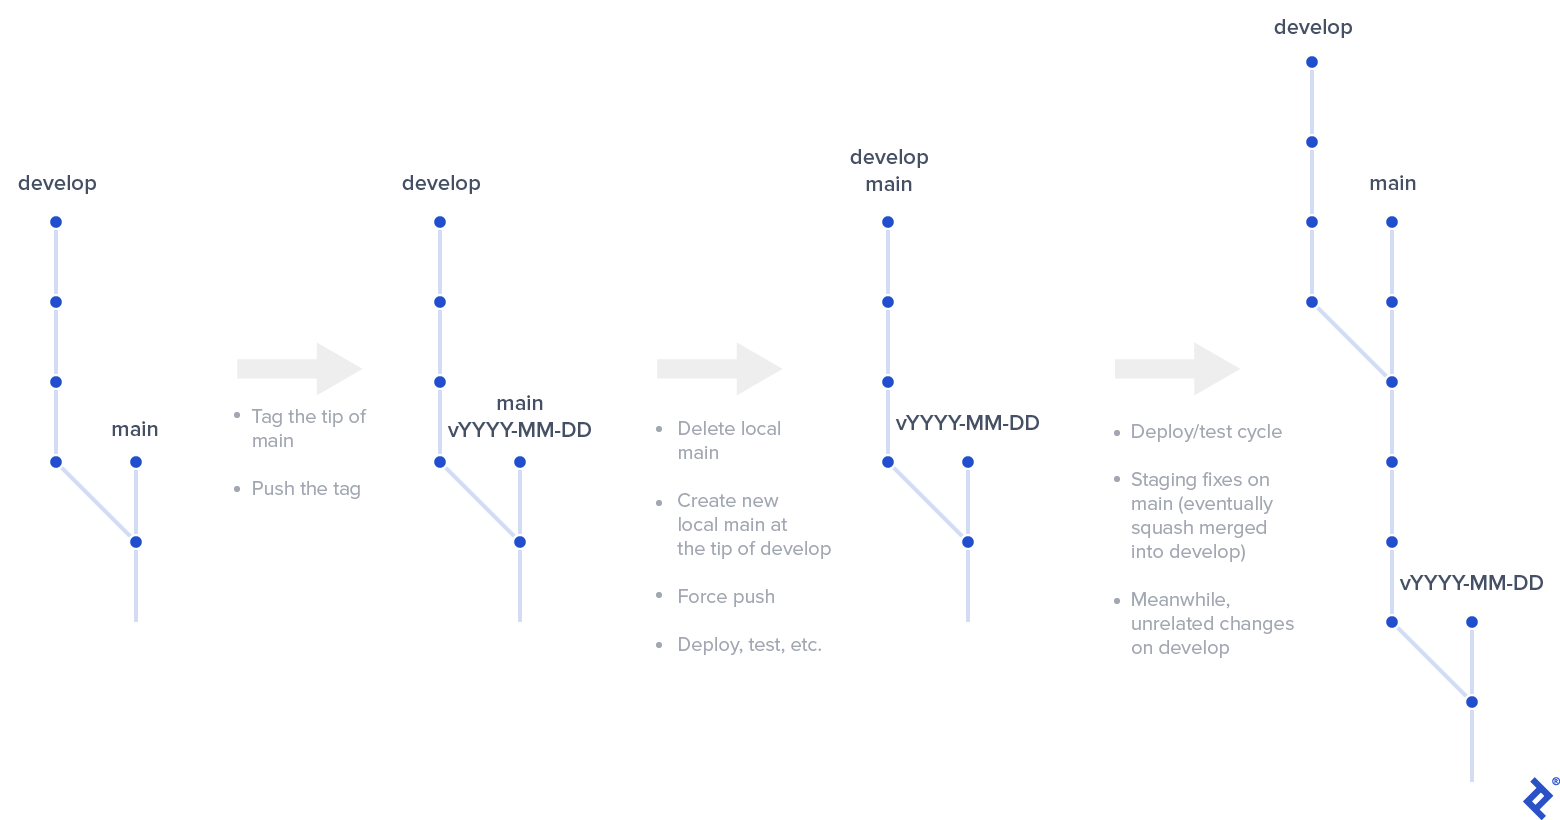 develop
main
• Tag the tip of
main
• Push the tag
develop
main
vYYYY-MM-DD
• Delete local
main
• Create new
local main at
the tip of develop
• Force push
• Deploy, test, etc.
develop
main
vYYYY-MM-DD
• Deploy/test cycle
• Staging fixes on
main (eventually
squash merged
into develop)
• Meanwhile,
unrelated changes
on develop
develop
main
vYYYY-MM-DD
®